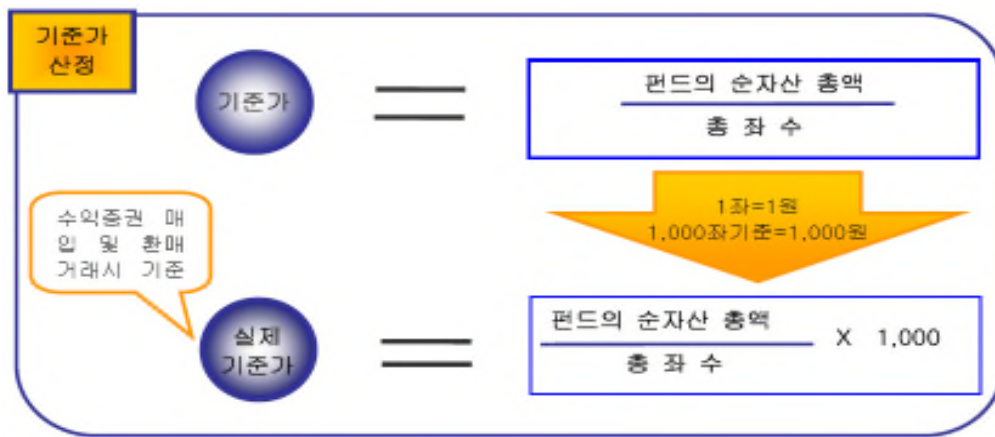 기준가
산정
기준가
펀드의 순자산 총액
총 좌 수
1좌=1원
1,000좌기준=1,000원
수익증권 매
입 및 환매
거래시 기준
실제
기준가
펀드의 순자산 총액
총 좌 수
X 1,000